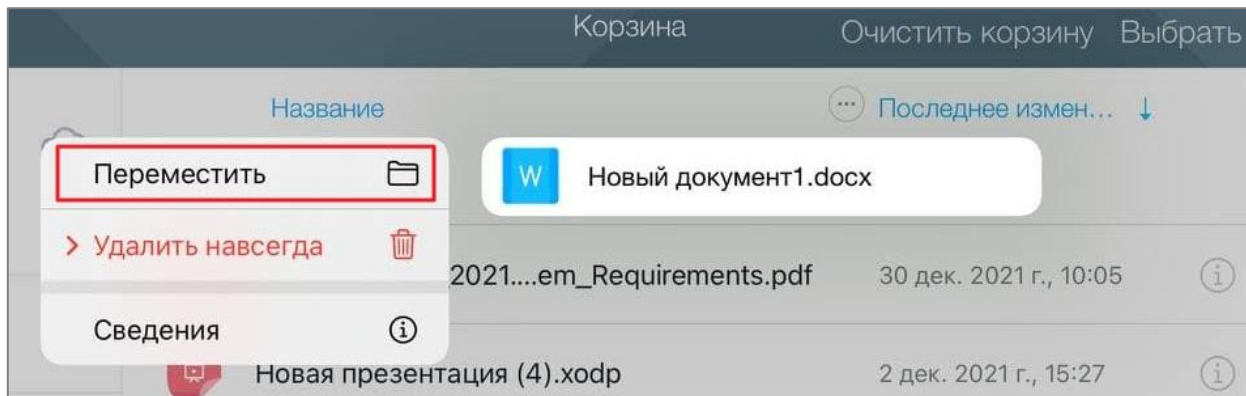 Корзина Очистить корзину Выбрать
Название Последнее измен... ↓
Переместить
W Новый документ1.docx
Удалить навсегда
2021....em_Requirements.pdf 30 дек. 2021 г., 10:05
Сведения
Новая презентация (4).xodp 2 дек. 2021 г., 15:27